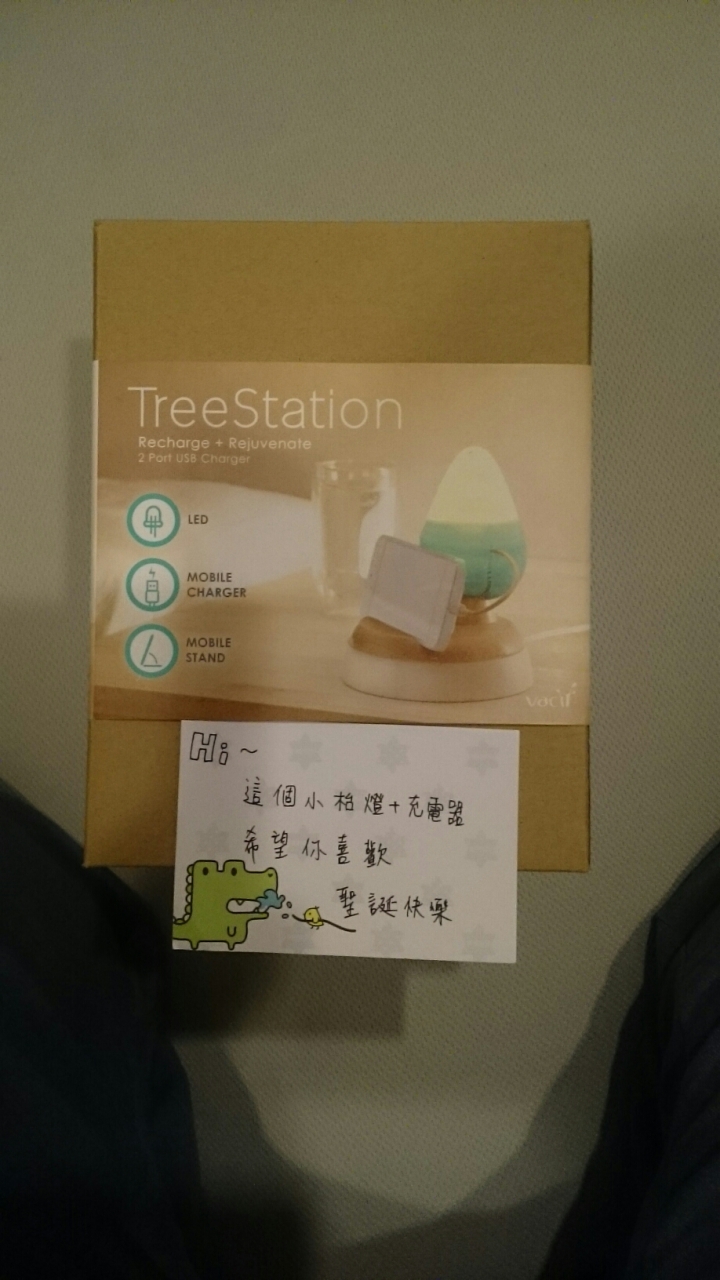 TreeStation
Recharge + Rejuvenate
2 Port USB Charger
LED
MOBILE
CHARGER
MOBILE
STAND
vacii
Hi~
這個小枱燈+充電器
希望你喜歡
聖誕快樂